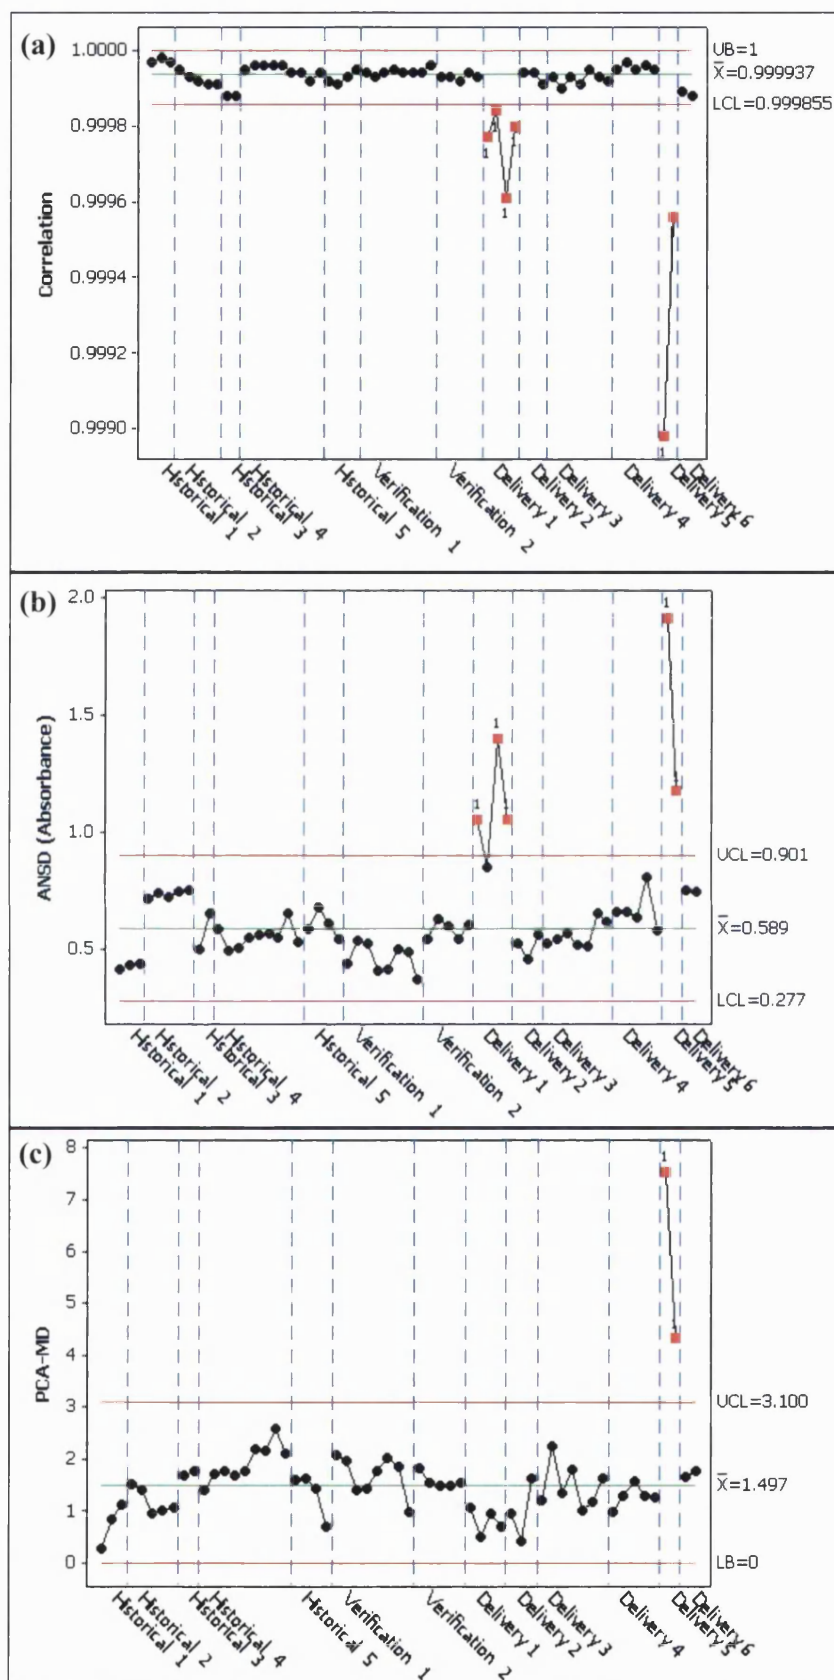 (a)
1.0000
0.9998
0.9996
0.9994
0.9992
0.9990
Correlation
UB=1
X=0.999937
LCL=0.999855
1
1
1
1
1
Historical 1
Historical 2
Historical 3
Historical 4
Historical 5
Verification 1
Verification 2
Delivery 1
Delivery 2
Delivery 3
Delivery 4
Delivery 5
Delivery 6
(b)
2.0
1.5
1.0
0.5
ANSD (Absorbance)
UCL=0.901
X=0.589
LCL=0.277
1
1
1
1
1
Historical 1
Historical 2
Historical 3
Historical 4
Historical 5
Verification 1
Verification 2
Delivery 1
Delivery 2
Delivery 3
Delivery 4
Delivery 5
Delivery 6
(c)
8
7
6
5
4
3
2
1
0
PCA-MD
UCL=3.100
X=1.497
LB=0
1
1
Historical 1
Historical 2
Historical 3
Historical 4
Historical 5
Verification 1
Verification 2
Delivery 1
Delivery 2
Delivery 3
Delivery 4
Delivery 5
Delivery 6